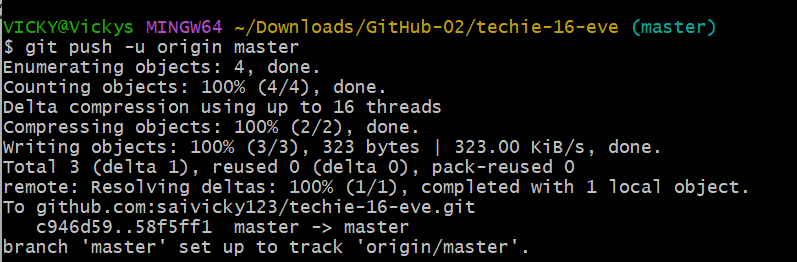 VICKY@Vickys MINGW64 ~/Downloads/GitHub-02/techie-16-eve (master)
$ git push -u origin master
Enumerating objects: 4, done.
Counting objects: 100% (4/4), done.
Delta compression using up to 16 threads
Compressing objects: 100% (2/2), done.
Writing objects: 100% (3/3), 323 bytes | 323.00 KiB/s, done.
Total 3 (delta 1), reused 0 (delta 0), pack-reused 0
remote: Resolving deltas: 100% (1/1), completed with 1 local object.
To github.com:saivicky123/techie-16-eve.git
   c946d59..58f5ff1  master -> master
branch 'master' set up to track 'origin/master'.